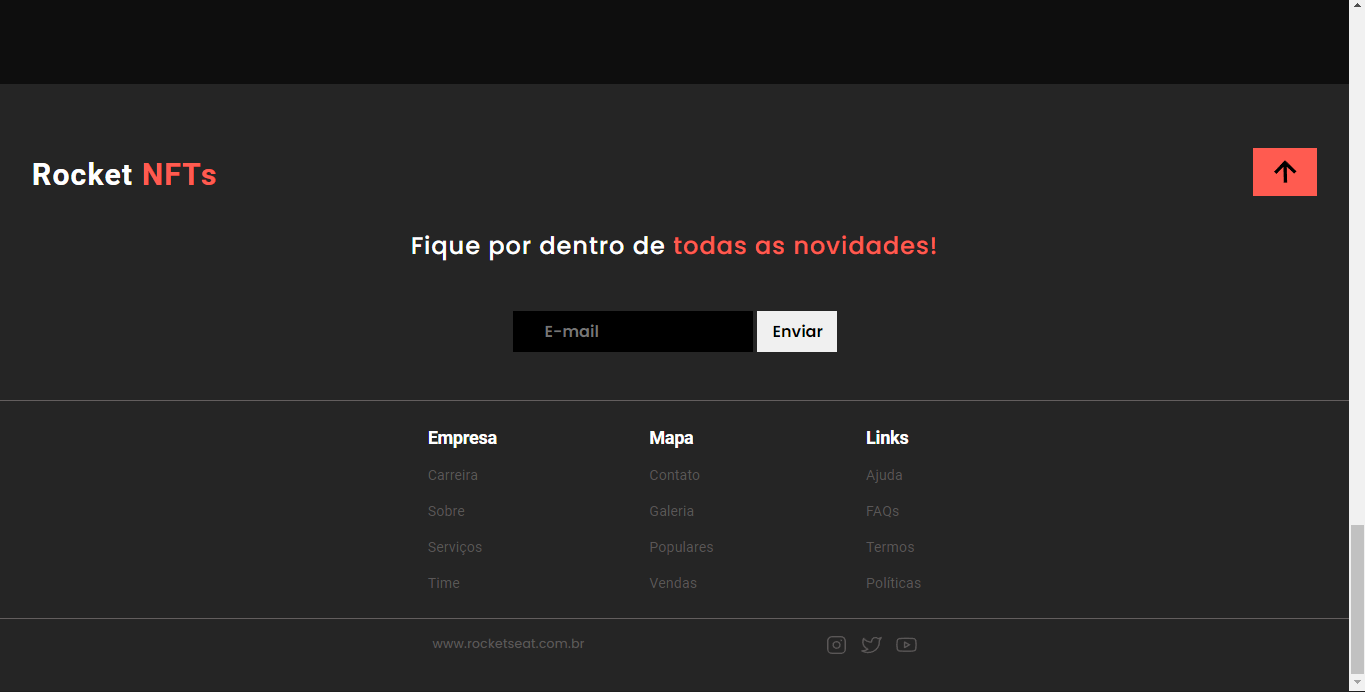 Rocket NFTs
Fique por dentro de todas as novidades!
E-mail Enviar
Empresa Mapa Links
Carreira Contato Ajuda
Sobre Galeria FAQs
Serviços Populares Termos
Time Vendas Políticas
www.rocketseat.com.br